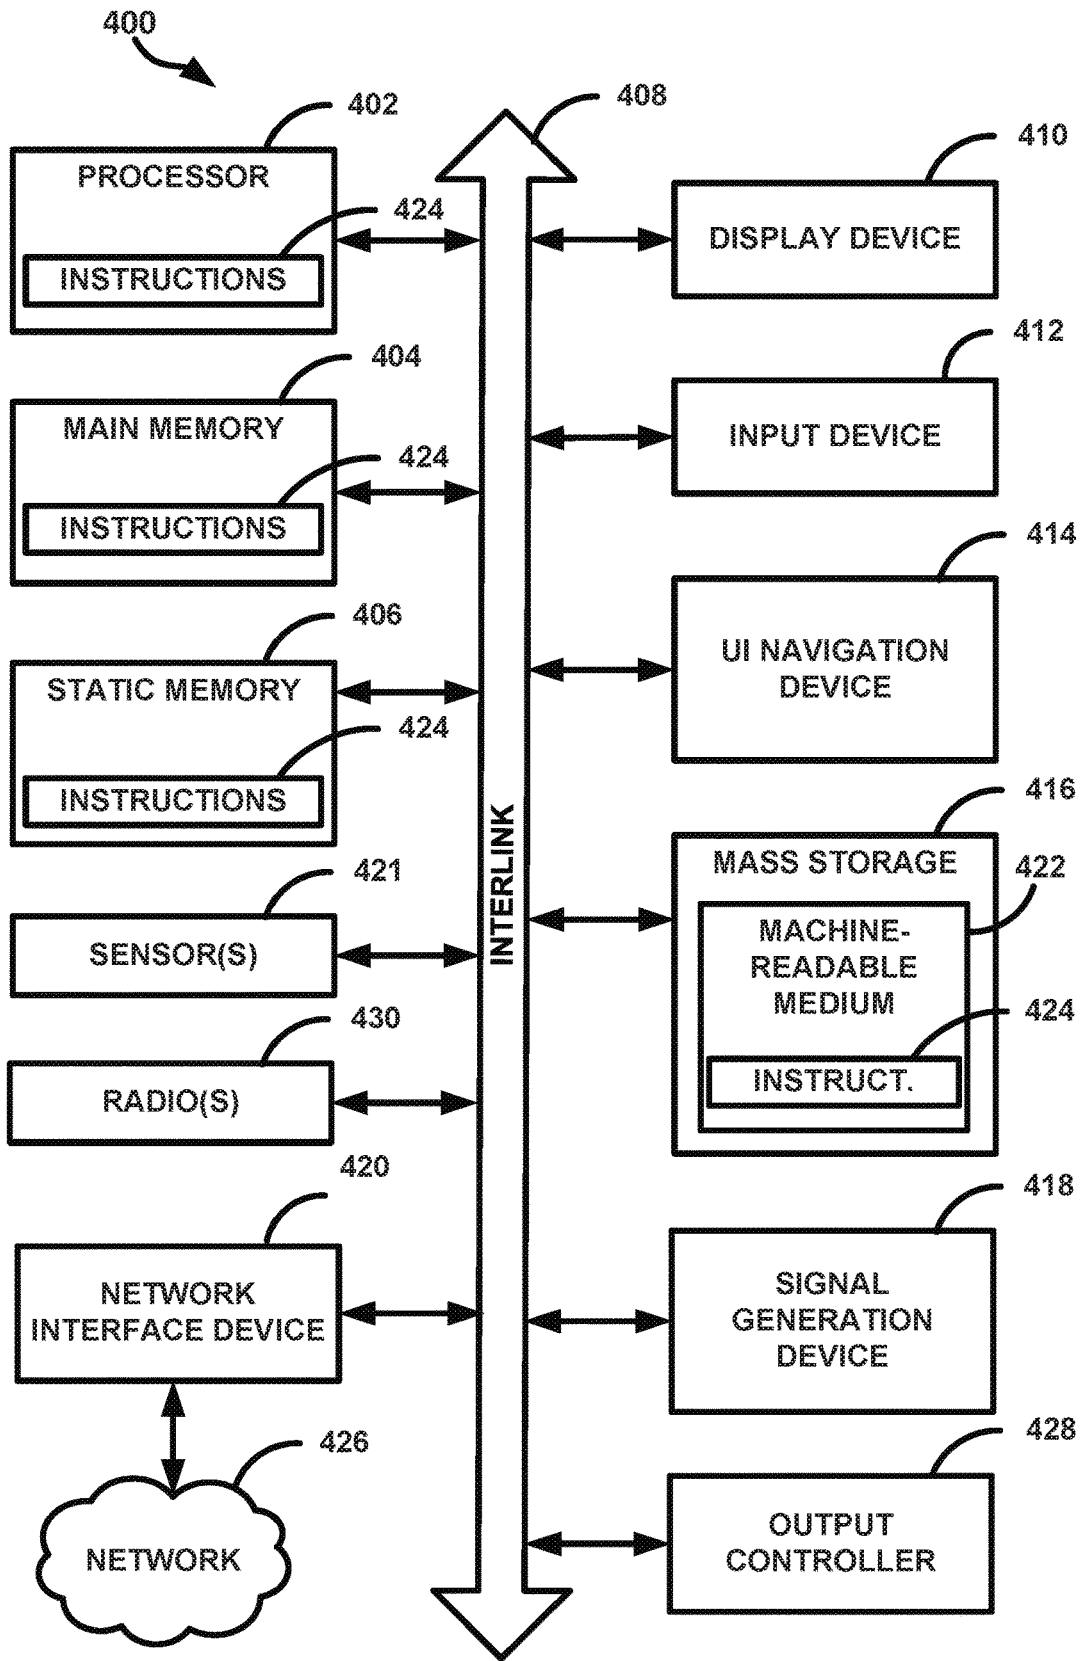 400
402
PROCESSOR
424
INSTRUCTIONS
404
MAIN MEMORY
424
INSTRUCTIONS
406
STATIC MEMORY
424
INSTRUCTIONS
421
SENSOR(S)
430
RADIO(S)
420
NETWORK
INTERFACE DEVICE
426
NETWORK
408
INTERLINK
410
DISPLAY DEVICE
412
INPUT DEVICE
414
UI NAVIGATION
DEVICE
416
MASS STORAGE
422
MACHINE-
READABLE
MEDIUM
424
INSTRUCT.
418
SIGNAL
GENERATION
DEVICE
428
OUTPUT
CONTROLLER